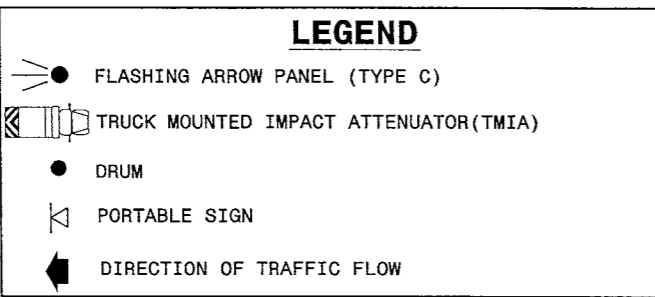 LEGEND
FLASHING ARROW PANEL (TYPE C)
TRUCK MOUNTED IMPACT ATTENUATOR(TMIA)
DRUM
PORTABLE SIGN
DIRECTION OF TRAFFIC FLOW